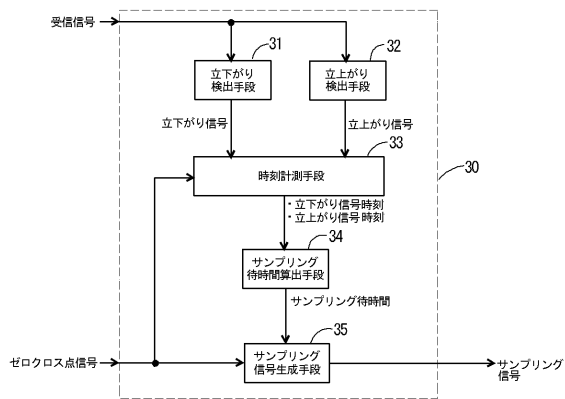 受信信号
31
32
立下がり
検出手段
立上がり
検出手段
立下がり信号
立上がり信号
33
時刻計測手段
30
・立下がり信号時刻
・立上がり信号時刻
34
サンプリング
待時間算出手段
サンプリング待時間
35
ゼロクロス点信号
サンプリング
信号生成手段
サンプリング
信号